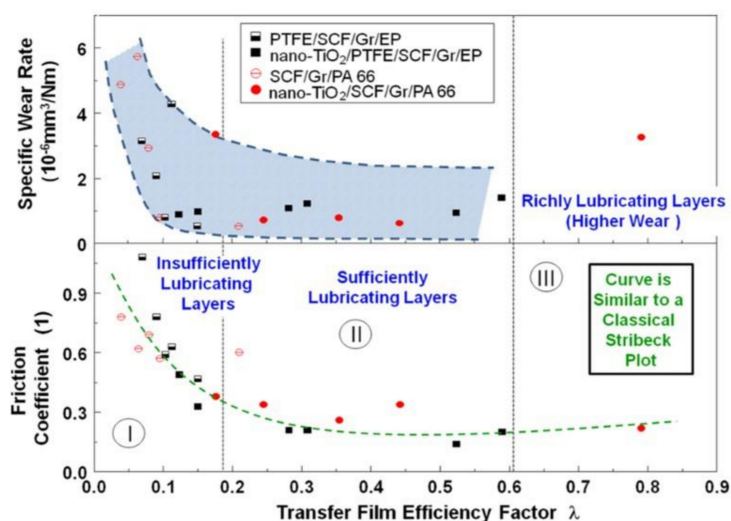 PTFE/SCF/Gr/EP
nano-TiO2/PTFE/SCF/Gr/EP
SCF/Gr/PA 66
nano-TiO2/SCF/Gr/PA 66
Specific Wear Rate
(10-6mm3/Nm)
6
4
2
0
Richly Lubricating Layers
(Higher Wear )
Insufficiently
Lubricating
Layers
Sufficiently
Lubricating Layers
I
II
III
Curve is
Similar to a
Classical
Stribeck
Plot
Friction
Coefficient (1)
0.9
0.6
0.3
0.0
0.0 0.1 0.2 0.3 0.4 0.5 0.6 0.7 0.8 0.9
Transfer Film Efficiency Factor λ